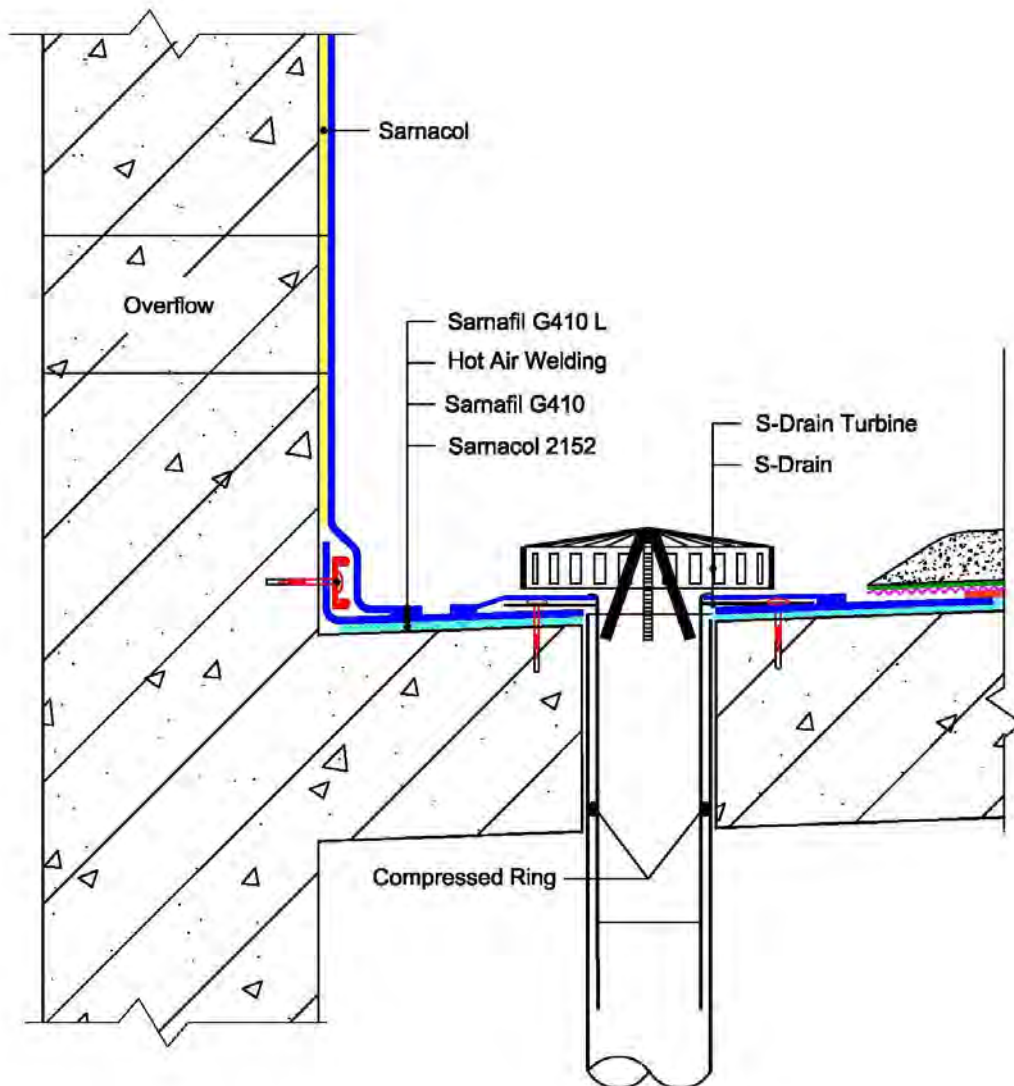 Sarnacol
Overflow
Sarnafil G410 L
Hot Air Welding
Sarnafil G410
Sarnacol 2152
S-Drain Turbine
S-Drain
Compressed Ring